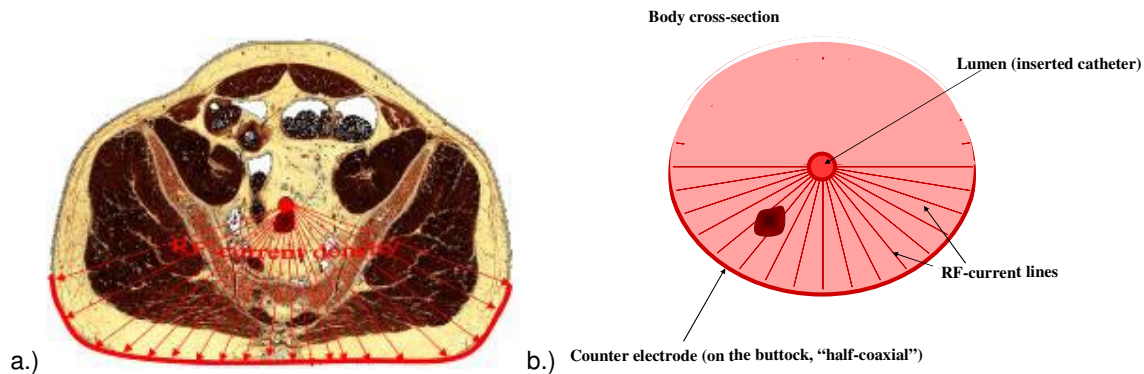 RF-current density
a.)
Body cross-section
Lumen (inserted catheter)
RF-current lines
Counter electrode (on the buttock, “half-coaxial”)
b.)